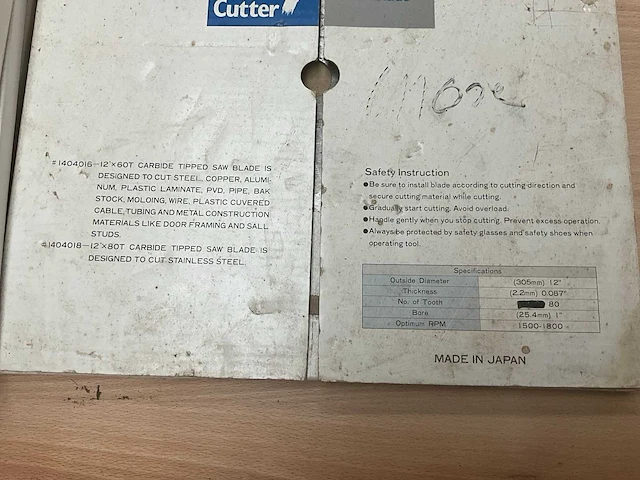 Cutter
More
#1404016–12"×60T CARBIDE TIPPED SAW BLADE IS
DESIGNED TO CUT STEEL, COPPER, ALUMI-
NUM, PLASTIC LAMINATE, PVD, PIPE, BAK
STOCK, MOLOING, WIRE, PLASTIC CUVERED
CABLE, TUBING AND METAL CONSTRUCTION
MATERIALS LIKE DOOR FRAMING AND SALL
STUDS.
#1404018–12"×80T CARBIDE TIPPED SAW BLADE IS
DESIGNED TO CUT STAINLESS STEEL.
Safety Instruction
●Be sure to install blade according to cutting direction and
secure cutting material while cutting.
●Gradually start cutting. Avoid overload.
●Handle gently when you stop cutting. Prevent excess operation.
●Always be protected by safety glasses and safety shoes when
operating tool.
Specifications
Outside Diameter (305mm) 12"
Thickness (2.2mm) 0.087"
No. of Tooth 80
Bore (25.4mm) 1"
Optimum RPM 1500-1800
MADE IN JAPAN